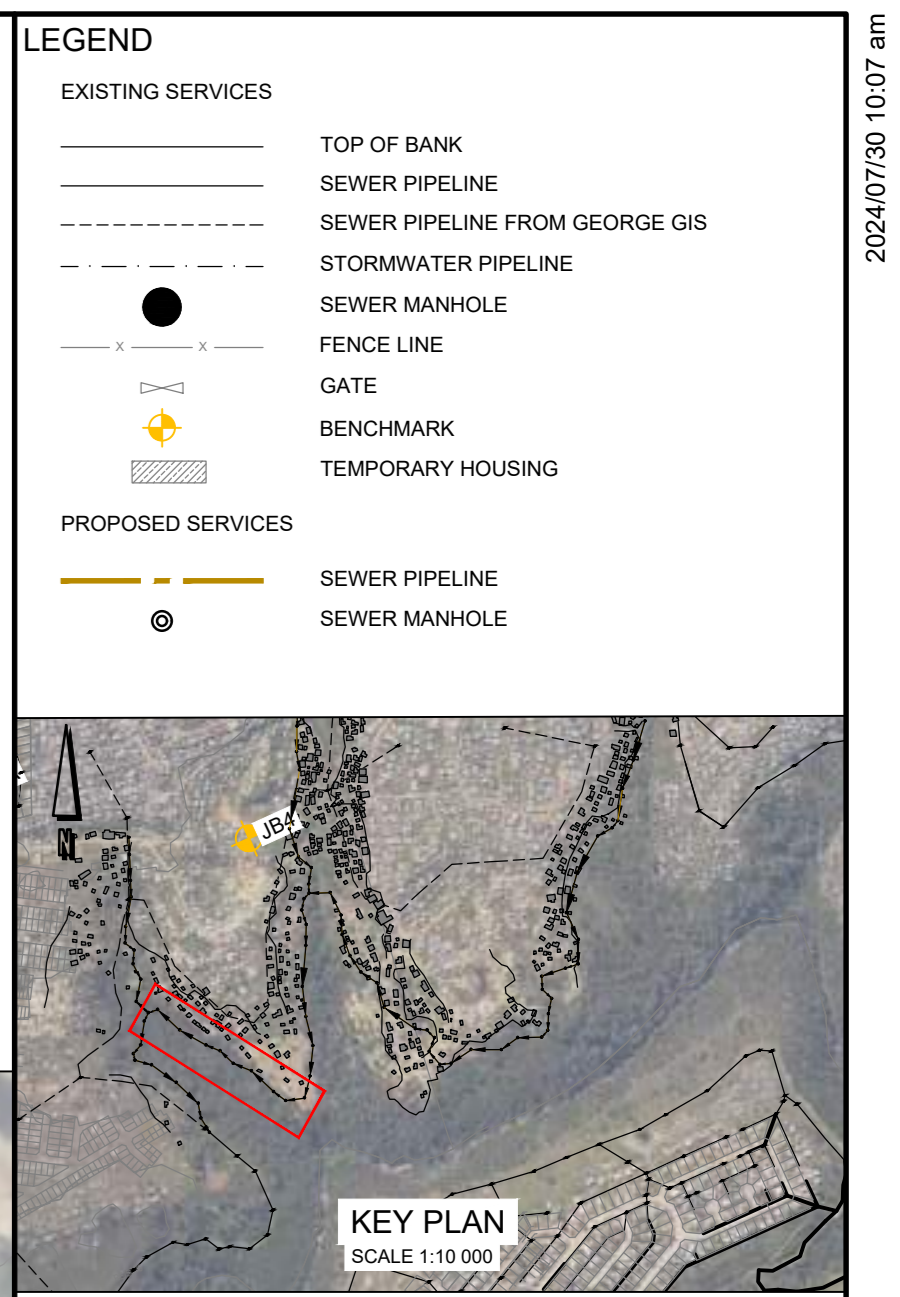 LEGEND
EXISTING SERVICES
TOP OF BANK
SEWER PIPELINE
SEWER PIPELINE FROM GEORGE GIS
STORMWATER PIPELINE
SEWER MANHOLE
x x FENCE LINE
GATE
BENCHMARK
TEMPORARY HOUSING
PROPOSED SERVICES
SEWER PIPELINE
SEWER MANHOLE
N
JB4
KEY PLAN
SCALE 1:10 000
2024/07/30 10:07 am